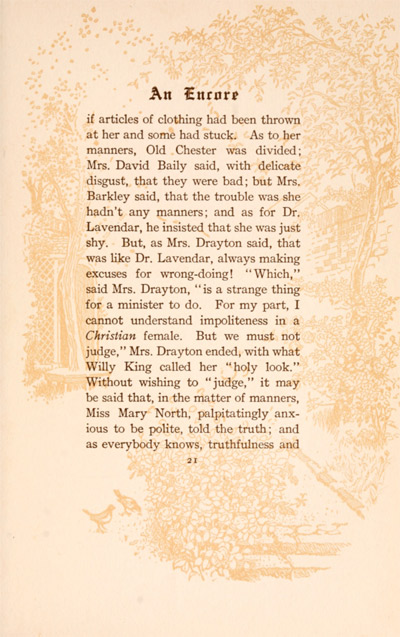 An Encore
if articles of clothing had been thrown
at her and some had stuck. As to her
manners, Old Chester was divided;
Mrs. David Baily said, with delicate
disgust, that they were bad; but Mrs.
Barkley said, that the trouble was she
hadn't any manners; and as for Dr.
Lavendar, he insisted that she was just
shy. But, as Mrs. Drayton said, that
was like Dr. Lavendar, always making
excuses for wrong-doing! "Which,"
said Mrs. Drayton, "is a strange thing
for a minister to do. For my part, I
cannot understand impoliteness in a
Christian female. But we must not
judge," Mrs. Drayton ended, with what
Willy King called her "holy look."
Without wishing to "judge," it may
be said that, in the matter of manners,
Miss Mary North, palpitatingly anx-
ious to be polite, told the truth; and
as everybody knows, truthfulness and
21